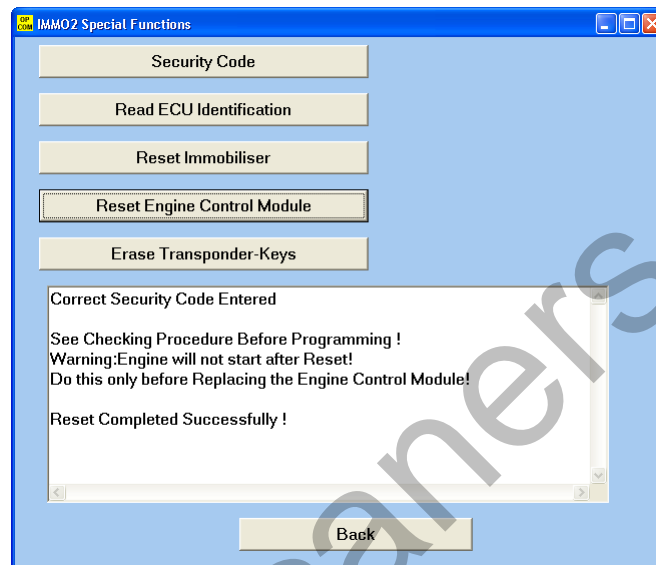 OP
COM
IMMO2 Special Functions
Security Code
Read ECU Identification
Reset Immobiliser
Reset Engine Control Module
Erase Transponder-Keys
Correct Security Code Entered
See Checking Procedure Before Programming !
Warning:Engine will not start after Reset!
Do this only before Replacing the Engine Control Module!
Reset Completed Successfully !
Back
eaners